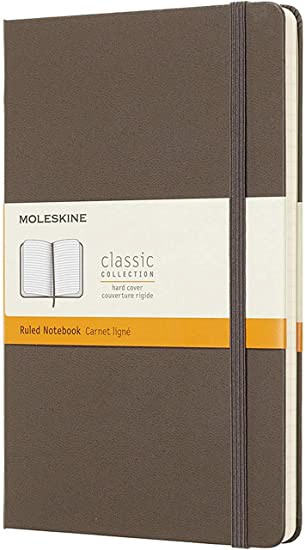 MOLESKINE
classic
COLLECTION
hard cover
couverture rigide
Ruled Notebook Carnet ligné